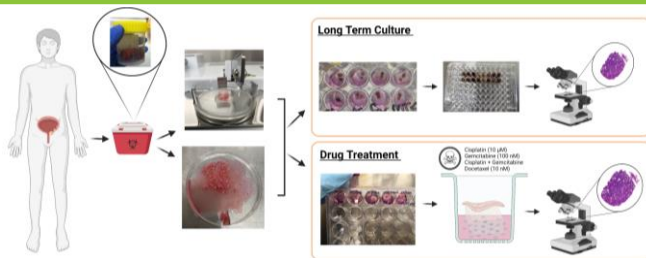 Long Term Culture
Drug Treatment
Cisplatin (10 µM)
Gemcitabine (100 nM)
Cisplatin + Gemcitabine
Docetaxel (10 nM)